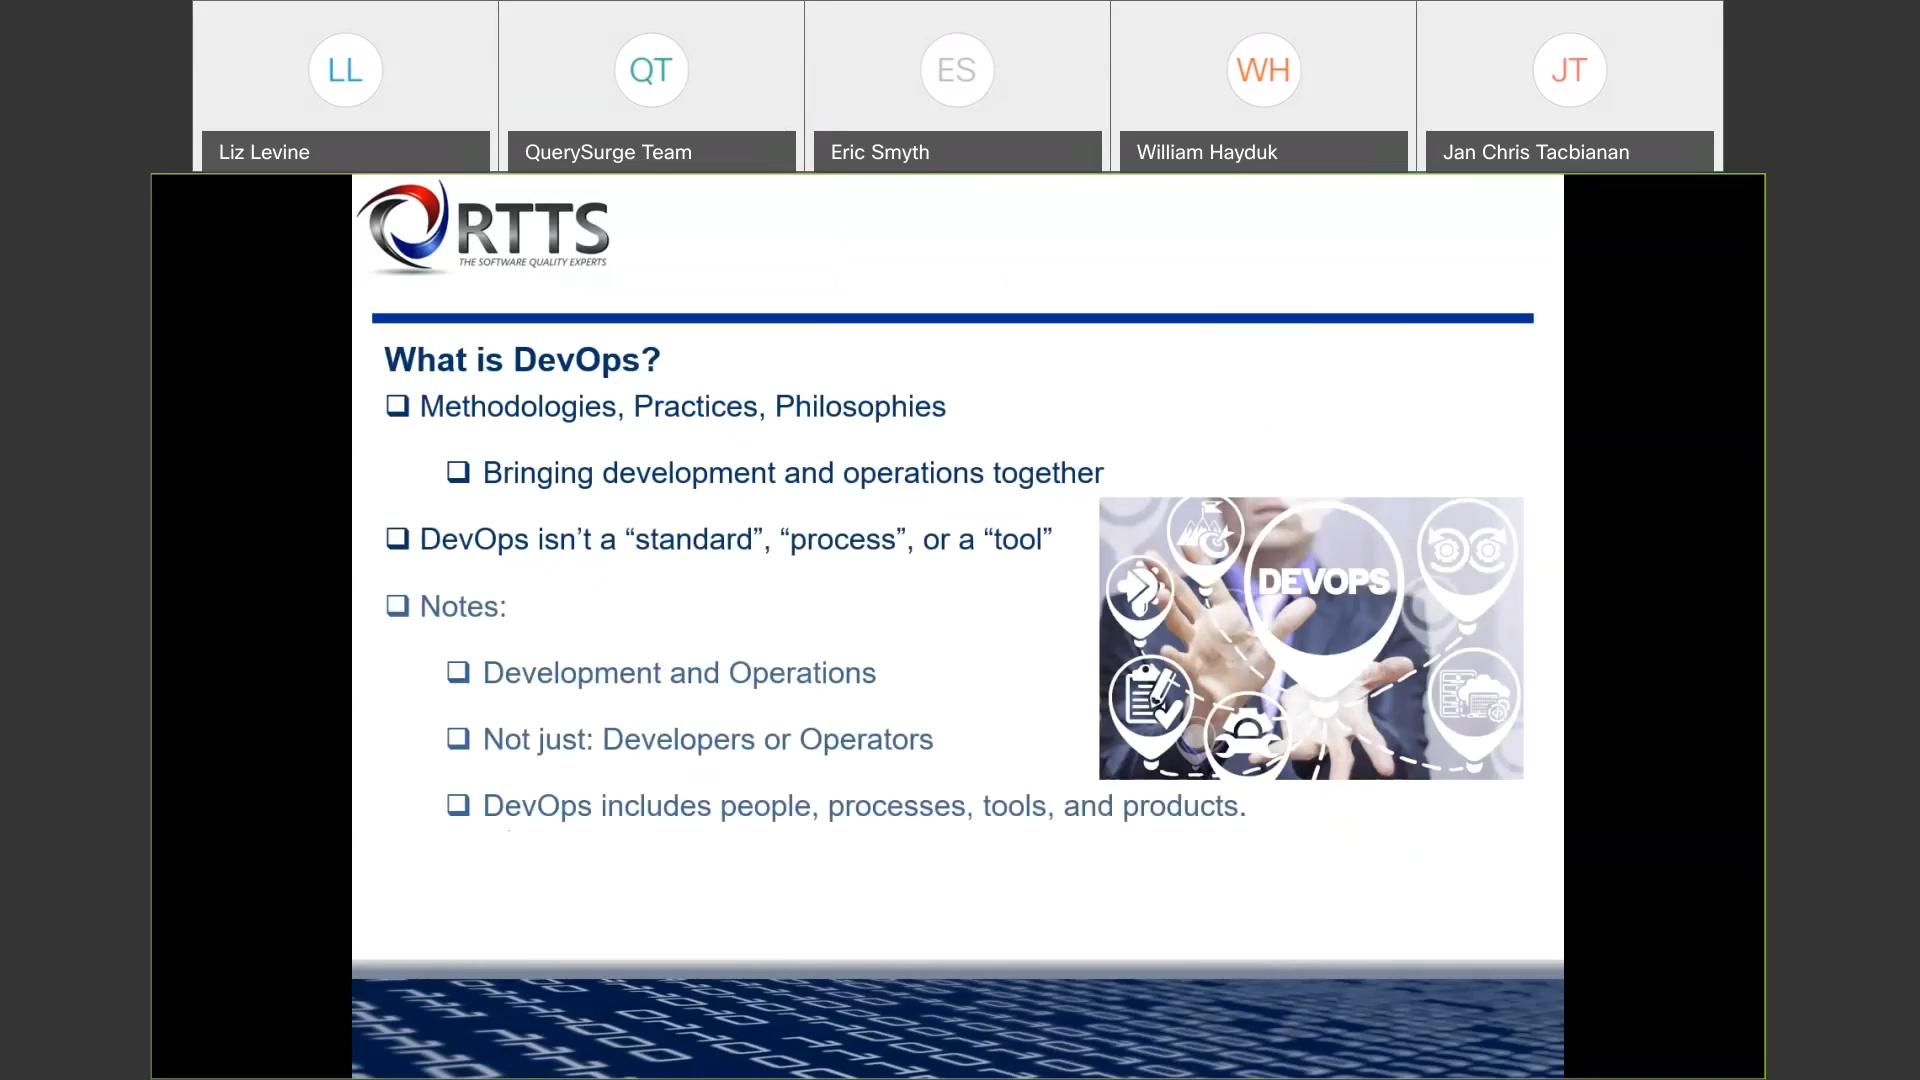 LL
QT
ES
WH
JT
Liz Levine
QuerySurge Team
Eric Smyth
William Hayduk
Jan Chris Tacbianan
RTTS
THE SOFTWARE QUALITY EXPERTS
What is DevOps?
Methodologies, Practices, Philosophies
Bringing development and operations together
DevOps isn’t a “standard”, “process”, or a “tool”
Notes:
Development and Operations
Not just: Developers or Operators
DevOps includes people, processes, tools, and products.
DEVOPS